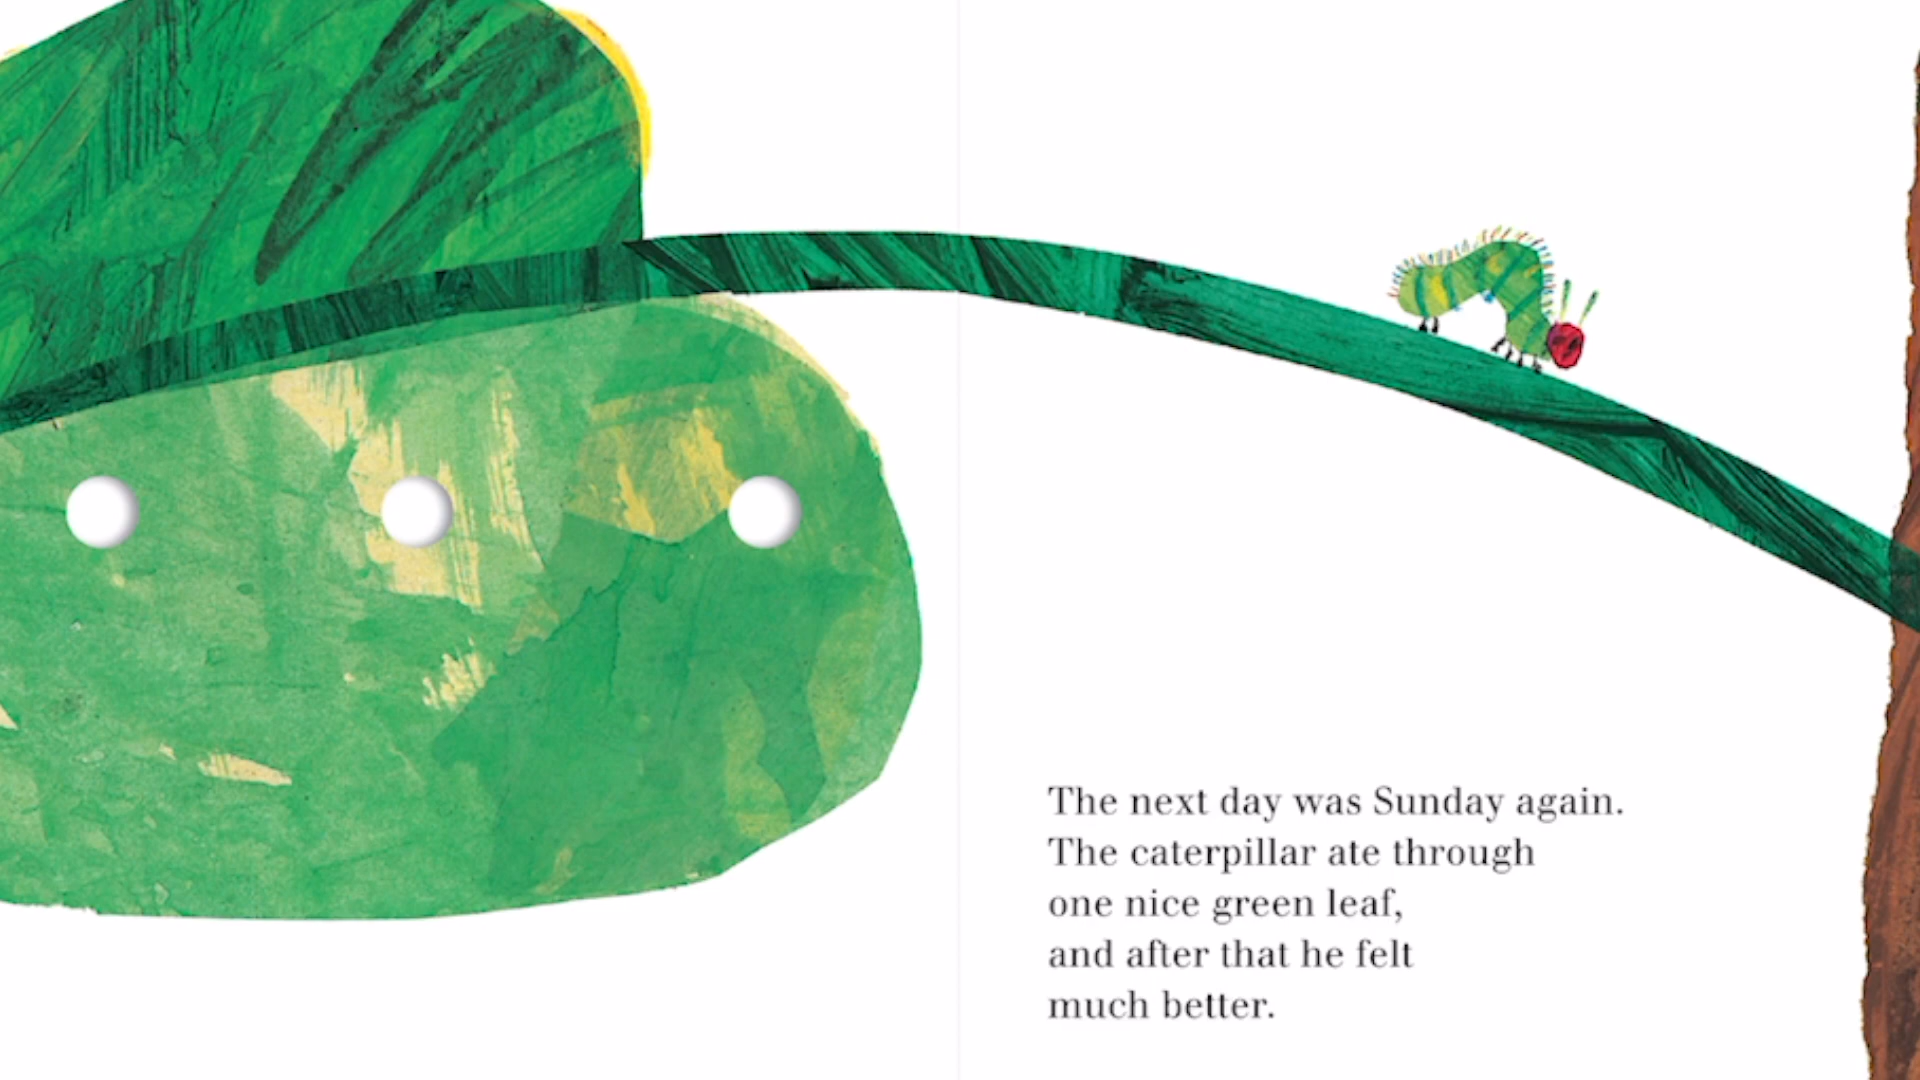 The next day was Sunday again.
The caterpillar ate through
one nice green leaf,
and after that he felt
much better.